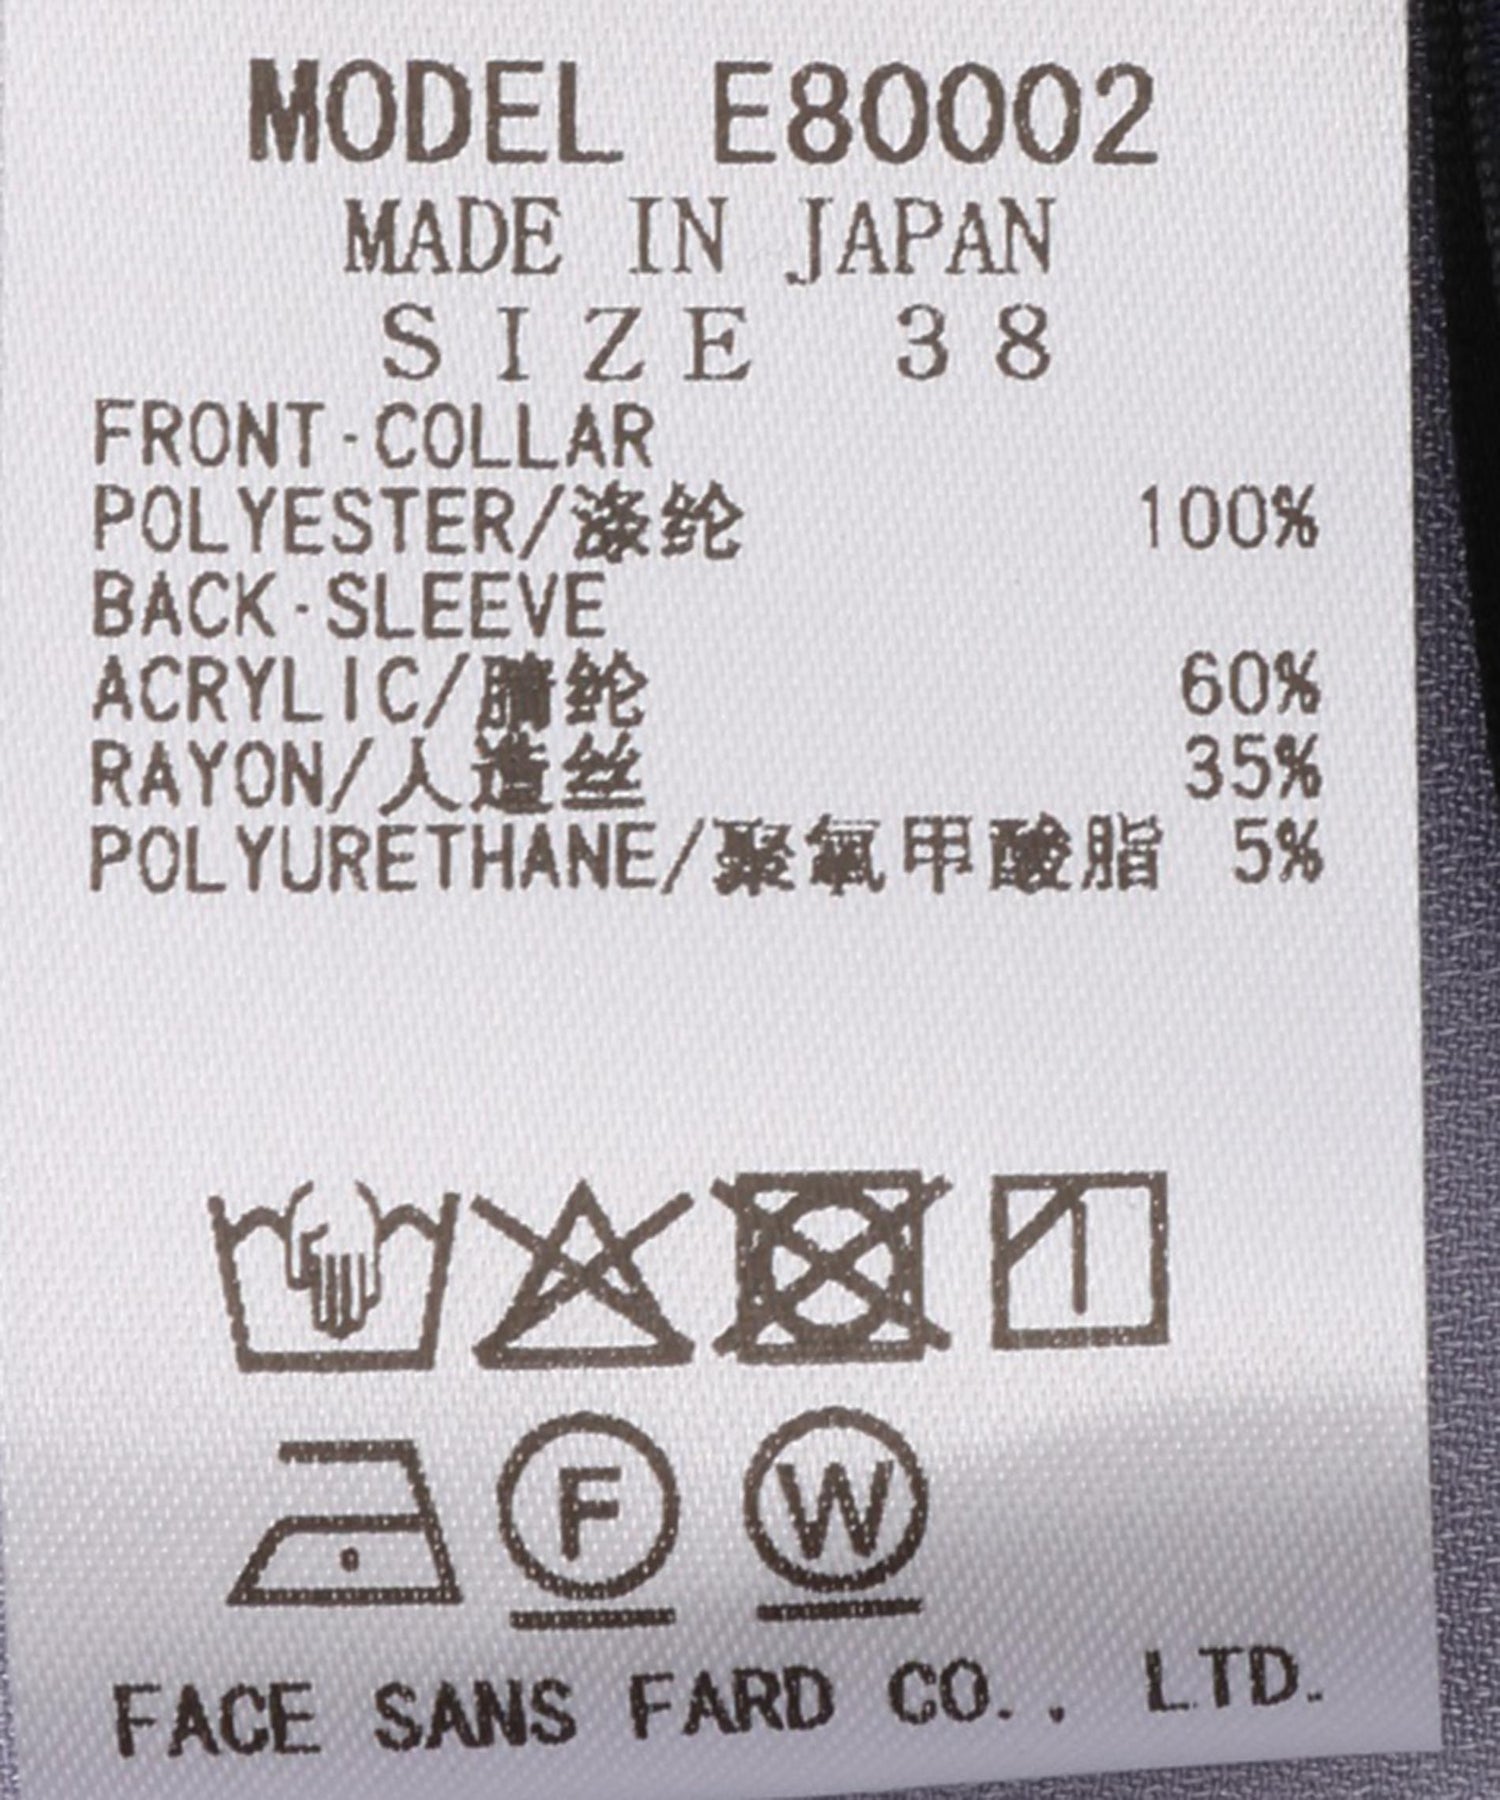 MODEL E80002
MADE IN JAPAN
SIZE 38
FRONT·COLLAR
POLYESTER/涤纶 100%
BACK·SLEEVE
ACRYLIC/腈纶 60%
RAYON/人造丝 35%
POLYURETHANE/聚氧甲酸脂 5%
F
W
FACE SANS FARD CO., LTD.